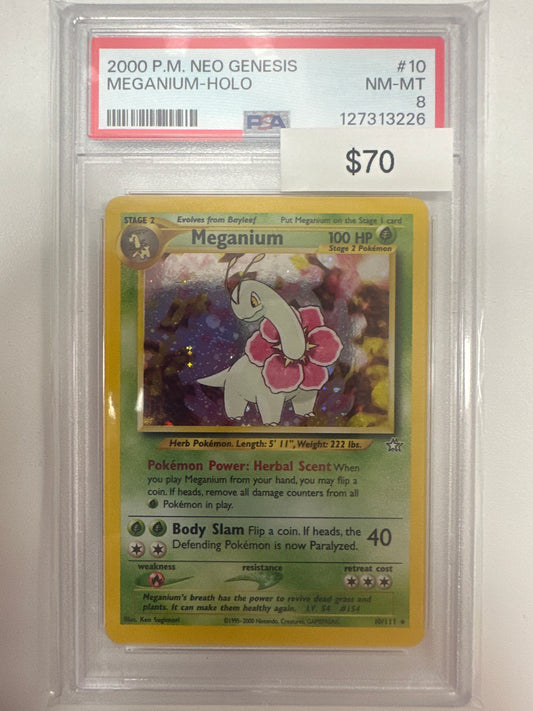 2000 P.M. NEO GENESIS #10
MEGANIUM-HOLO NM-MT
8
PSA 127313226
$70
STAGE 2 Evolves from Bayleef Put Meganium on the Stage 1 card
Meganium 100 HP
Stage 2 Pokémon
Herb Pokémon. Length: 5' 11", Weight: 222 lbs.
Pokémon Power: Herbal Scent When
you play Meganium from your hand, you may flip a
coin. If heads, remove all damage counters from all
Pokémon in play.
Body Slam Flip a coin. If heads, the
Defending Pokémon is now Paralyzed. 40
weakness resistance retreat cost
Meganium's breath has the power to revive dead grass and
plants. It can make them healthy again. LV. 54 #154
Illus. Ken Sugimori ©1995-2000 Nintendo, Creatures, GAMEFREAK. 10/111